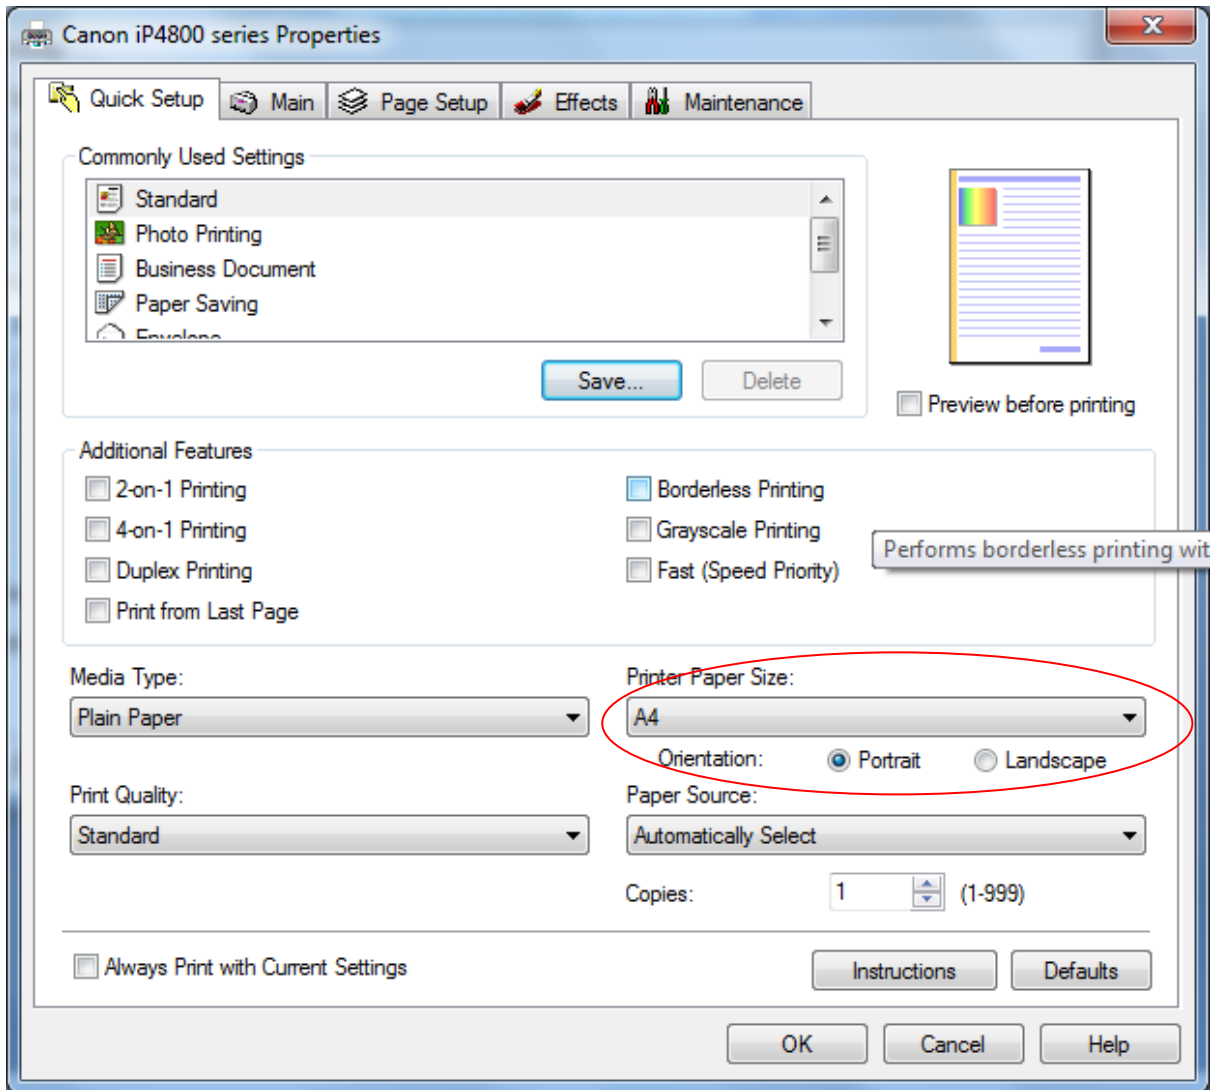 Canon iP4800 series Properties
X
Quick Setup
Main
Page Setup
Effects
Maintenance
Commonly Used Settings
Standard
Photo Printing
Business Document
Paper Saving
Envelope
Save...
Delete
Preview before printing
Additional Features
2-on-1 Printing
Borderless Printing
4-on-1 Printing
Grayscale Printing
Performs borderless printing wit
Duplex Printing
Fast (Speed Priority)
Print from Last Page
Media Type:
Printer Paper Size:
Plain Paper
A4
Orientation:
Portrait
Landscape
Print Quality:
Paper Source:
Standard
Automatically Select
Copies:
1
(1-999)
Always Print with Current Settings
Instructions
Defaults
OK
Cancel
Help